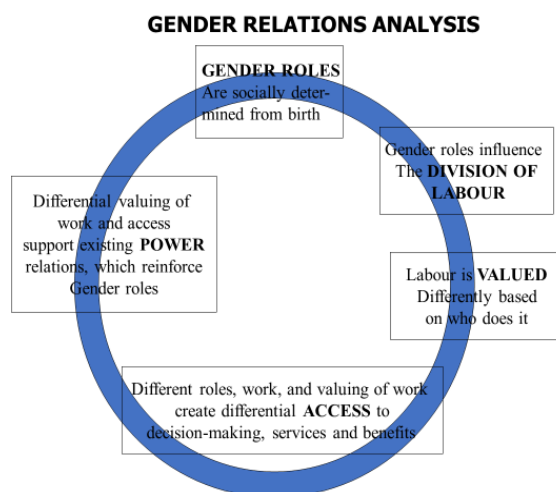 GENDER RELATIONS ANALYSIS
GENDER ROLES
Are socially deter-
mined from birth
Gender roles influence
The DIVISION OF
LABOUR
Labour is VALUED
Differently based
on who does it
Different roles, work, and valuing of work
create differential ACCESS to
decision-making, services and benefits
Differential valuing of
work and access
support existing POWER
relations, which reinforce
Gender roles